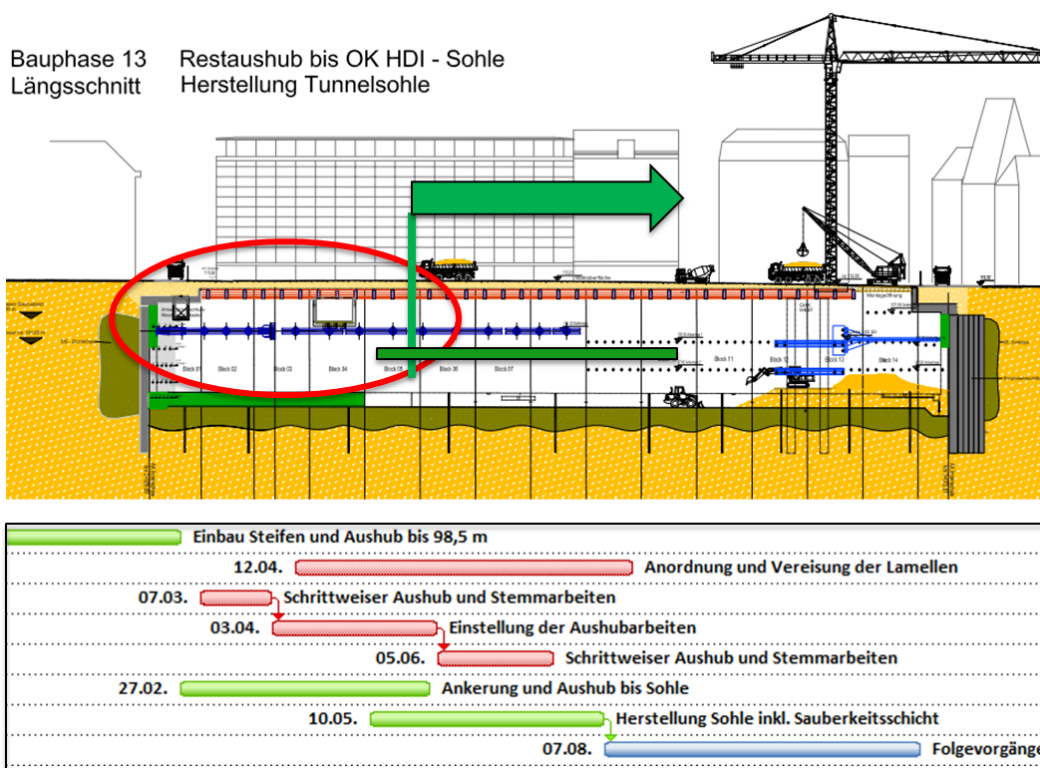 Bauphase 13 Restaushub bis OK HDI - Sohle
Längsschnitt Herstellung Tunnelsohle
Montageöffnung
Block 01 Block 02 Block 03 Block 04 Block 05 Block 06 Block 07 Block 11 Block 12 Block 13 Block 14
Einbau Steifen und Aushub bis 98,5 m
12.04. Anordnung und Vereisung der Lamellen
07.03. Schrittweiser Aushub und Stemmarbeiten
03.04. Einstellung der Aushubarbeiten
05.06. Schrittweiser Aushub und Stemmarbeiten
27.02. Ankerung und Aushub bis Sohle
10.05. Herstellung Sohle inkl. Sauberkeitsschicht
07.08. Folgevorgänge